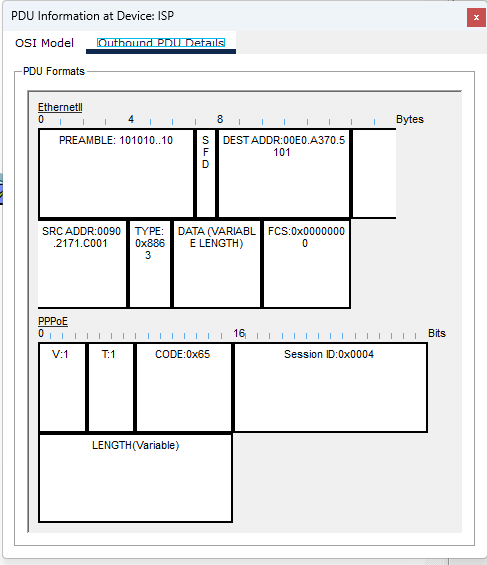 PDU Information at Device: ISP
x
OSI Model
Outbound PDU Details
PDU Formats
EthernetII
0 4 8 Bytes
PREAMBLE: 101010..10
S
F
D
DEST ADDR:00E0.A370.5
101
SRC ADDR:0090
.2171.C001
TYPE:
0x886
3
DATA (VARIABL
E LENGTH)
FCS:0x0000000
0
PPPoE
0 16 Bits
V:1
T:1
CODE:0x65
Session ID:0x0004
LENGTH(Variable)